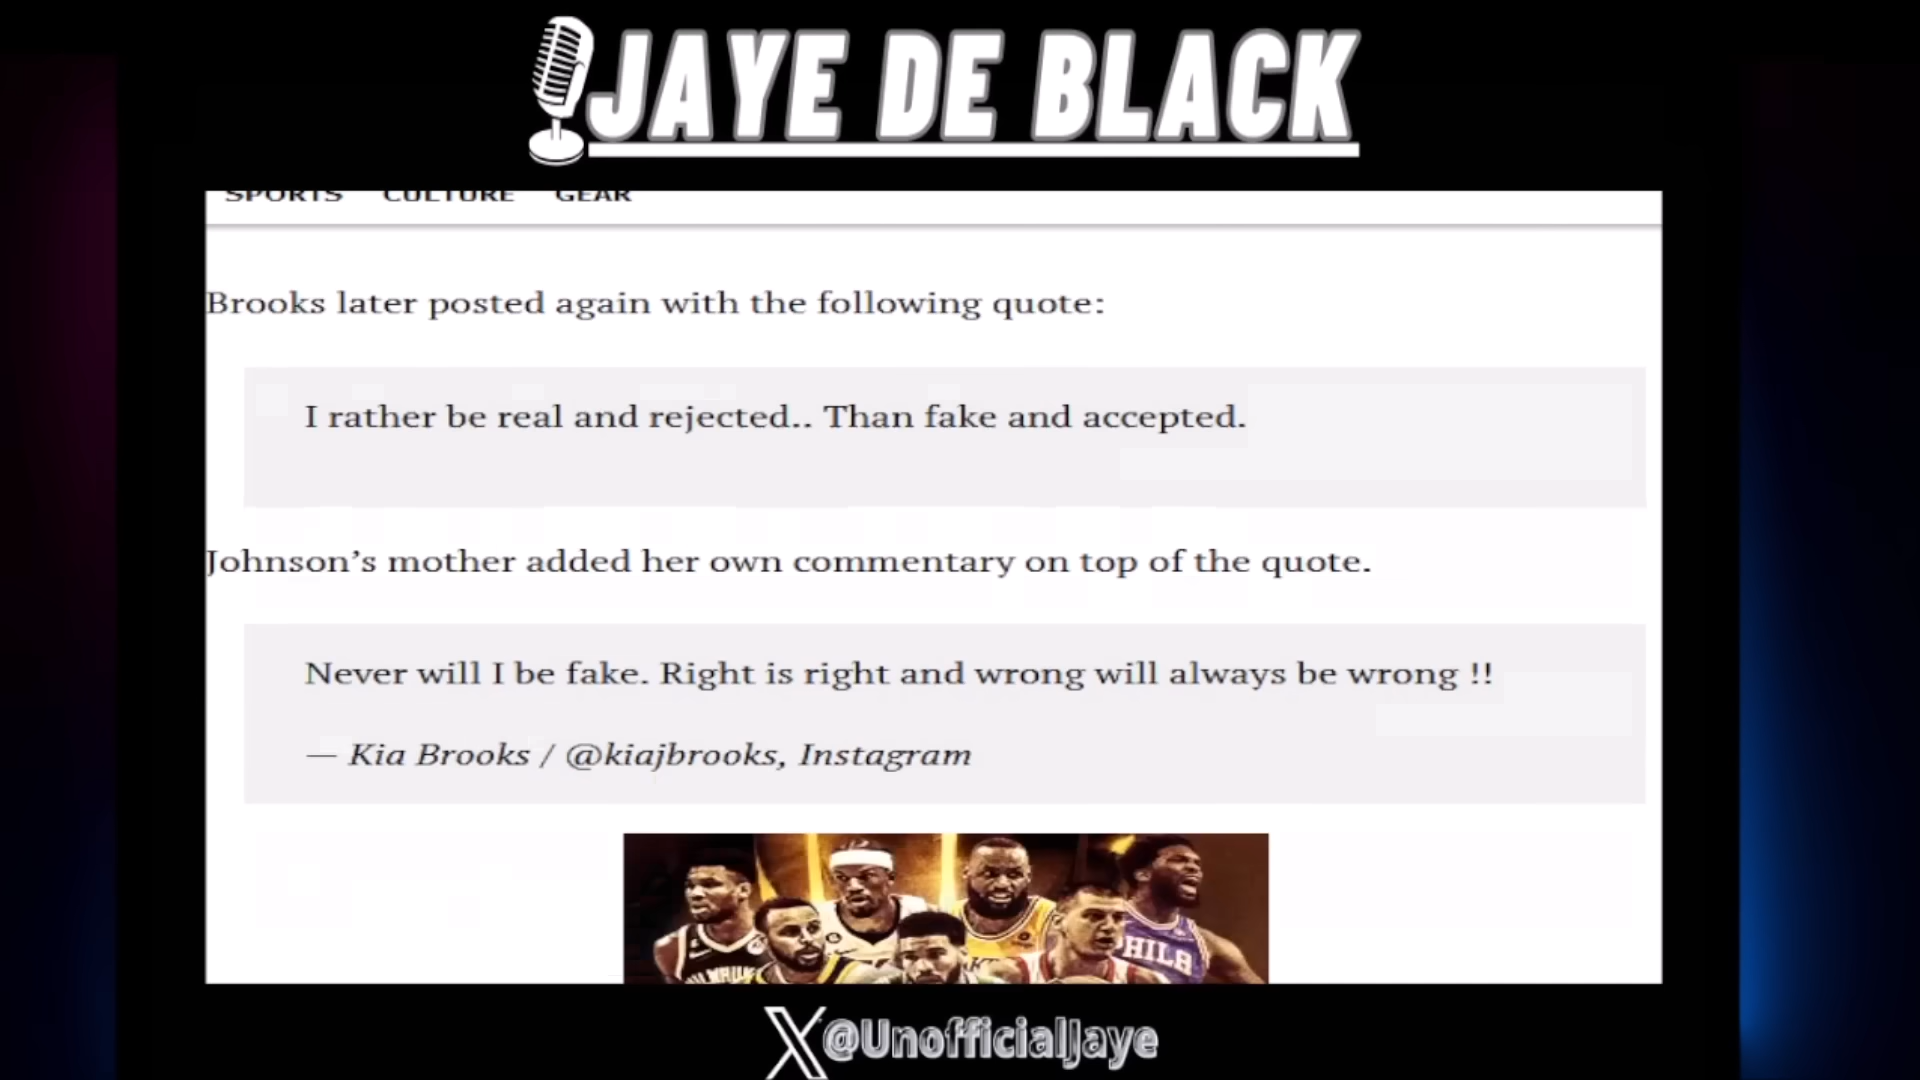 JAYE DE BLACK
SPORTS CULTURE GEAR
Brooks later posted again with the following quote:
I rather be real and rejected.. Than fake and accepted.
Johnson’s mother added her own commentary on top of the quote.
Never will I be fake. Right is right and wrong will always be wrong !!
— Kia Brooks / @kiajbrooks, Instagram
PHILA
X @UnofficialJaye